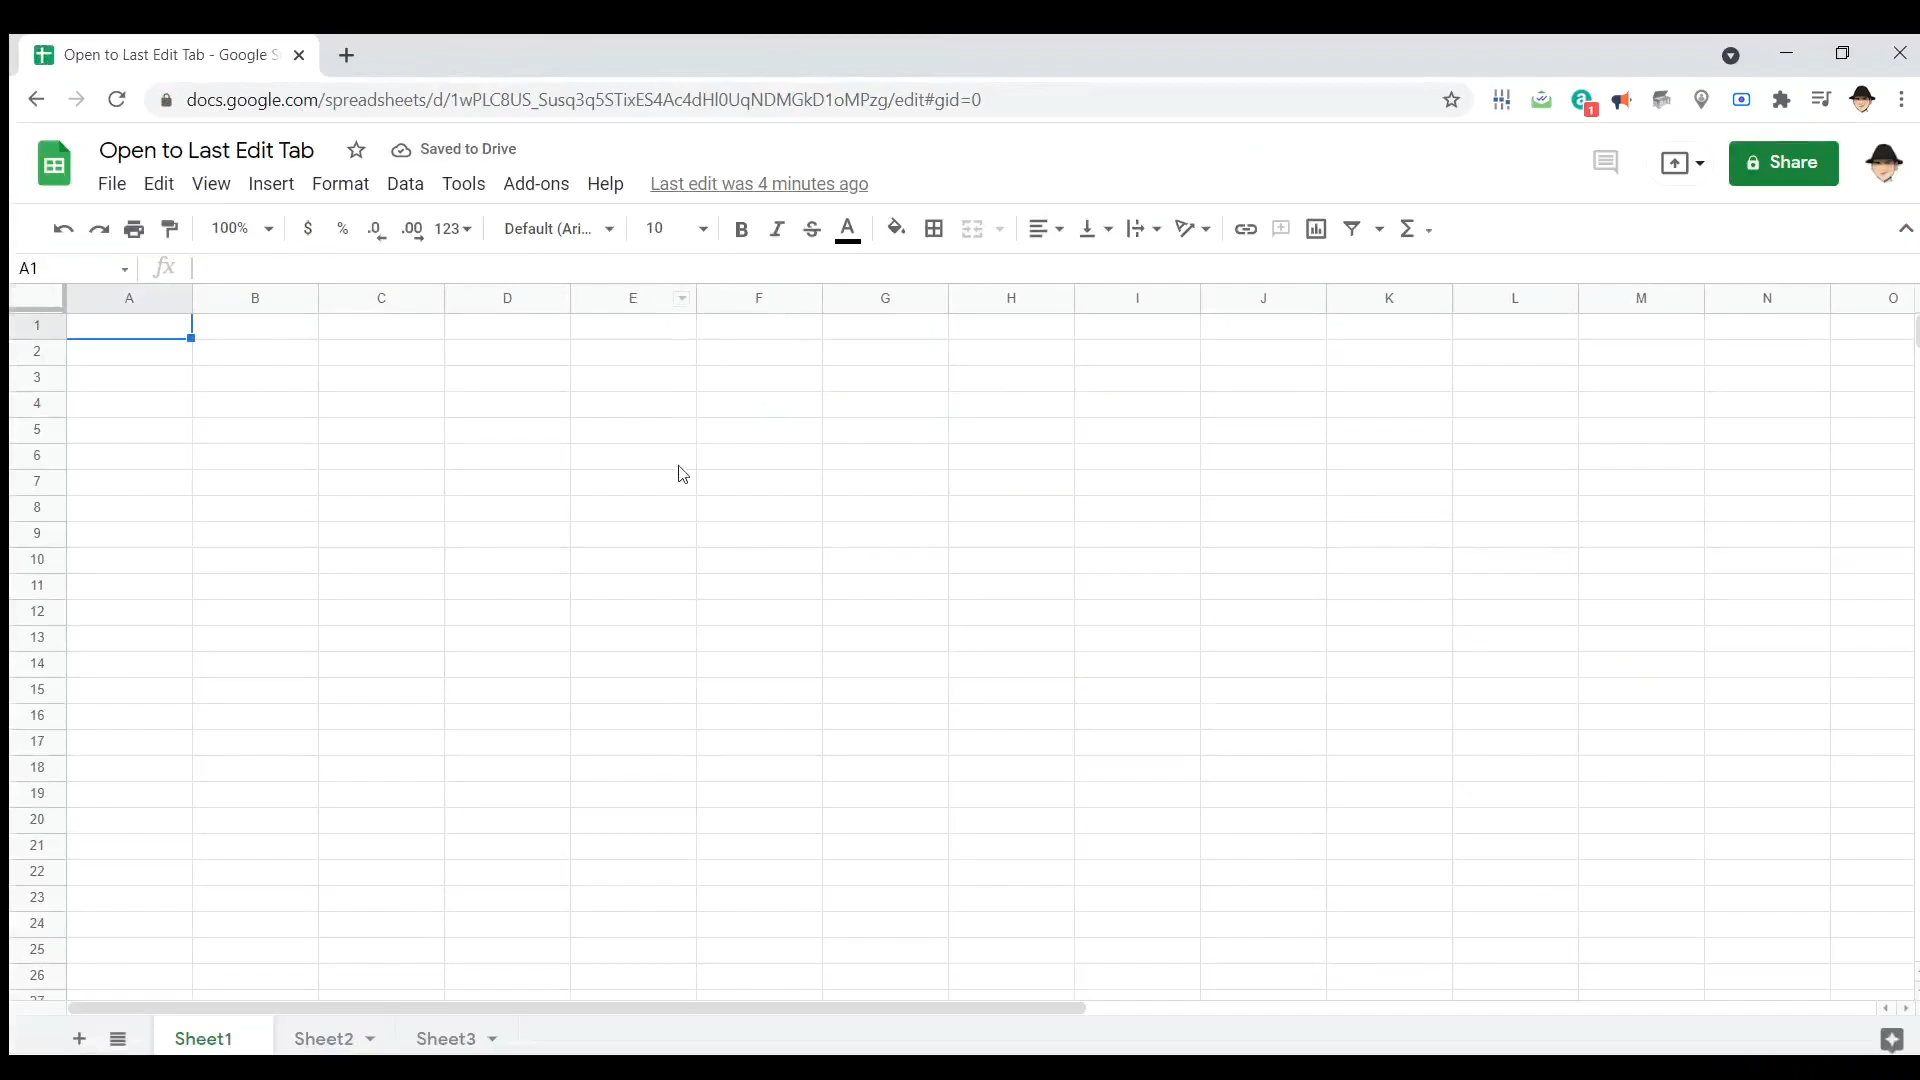 Open to Last Edit Tab - Google S
docs.google.com/spreadsheets/d/1wPLC8US_Susq3q5STixES4Ac4dHl0UqNDMGkD1oMPzg/edit#gid=0
a 1
Open to Last Edit Tab Saved to Drive
Share
File Edit View Insert Format Data Tools Add-ons Help Last edit was 4 minutes ago
100% $ % .0 .00 123 Default (Ari... 10 B I S A Σ
A1 fx
A B C D E F G H I J K L M N O
1
2
3
4
5
6
7
8
9
10
11
12
13
14
15
16
17
18
19
20
21
22
23
24
25
26
27
+ Sheet1 Sheet2 Sheet3